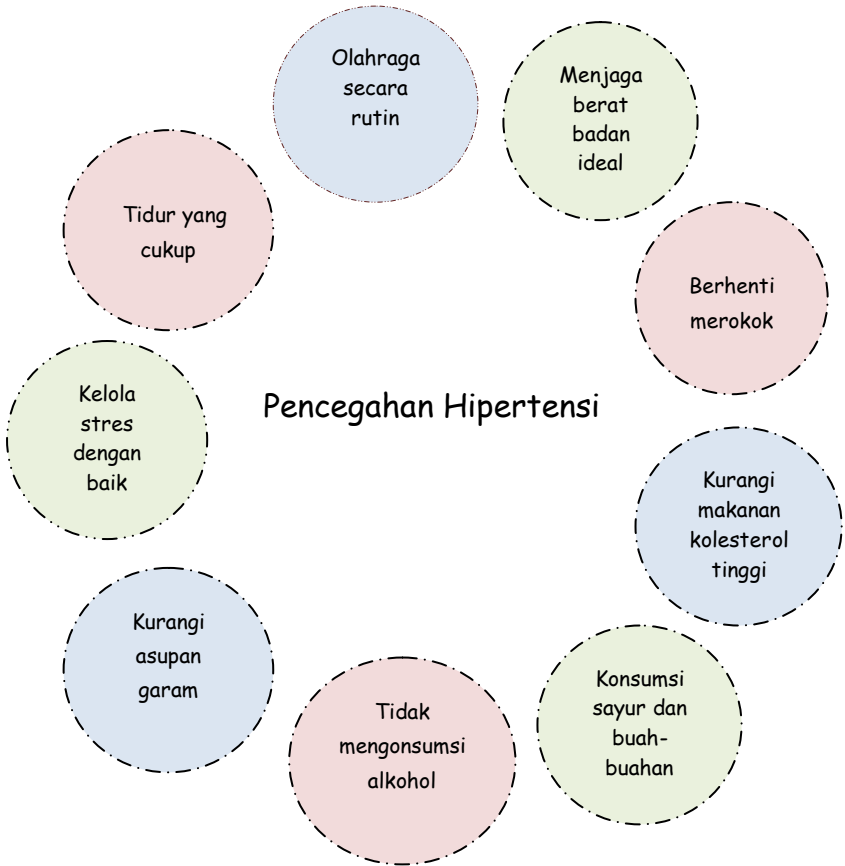 Olahraga
secara
rutin
Menjaga
berat
badan
ideal
Tidur yang
cukup
Berhenti
merokok
Pencegahan Hipertensi
Kelola
stres
dengan
baik
Kurangi
makanan
kolesterol
tinggi
Kurangi
asupan
garam
Tidak
mengonsumsi
alkohol
Konsumsi
sayur dan
buah-
buahan